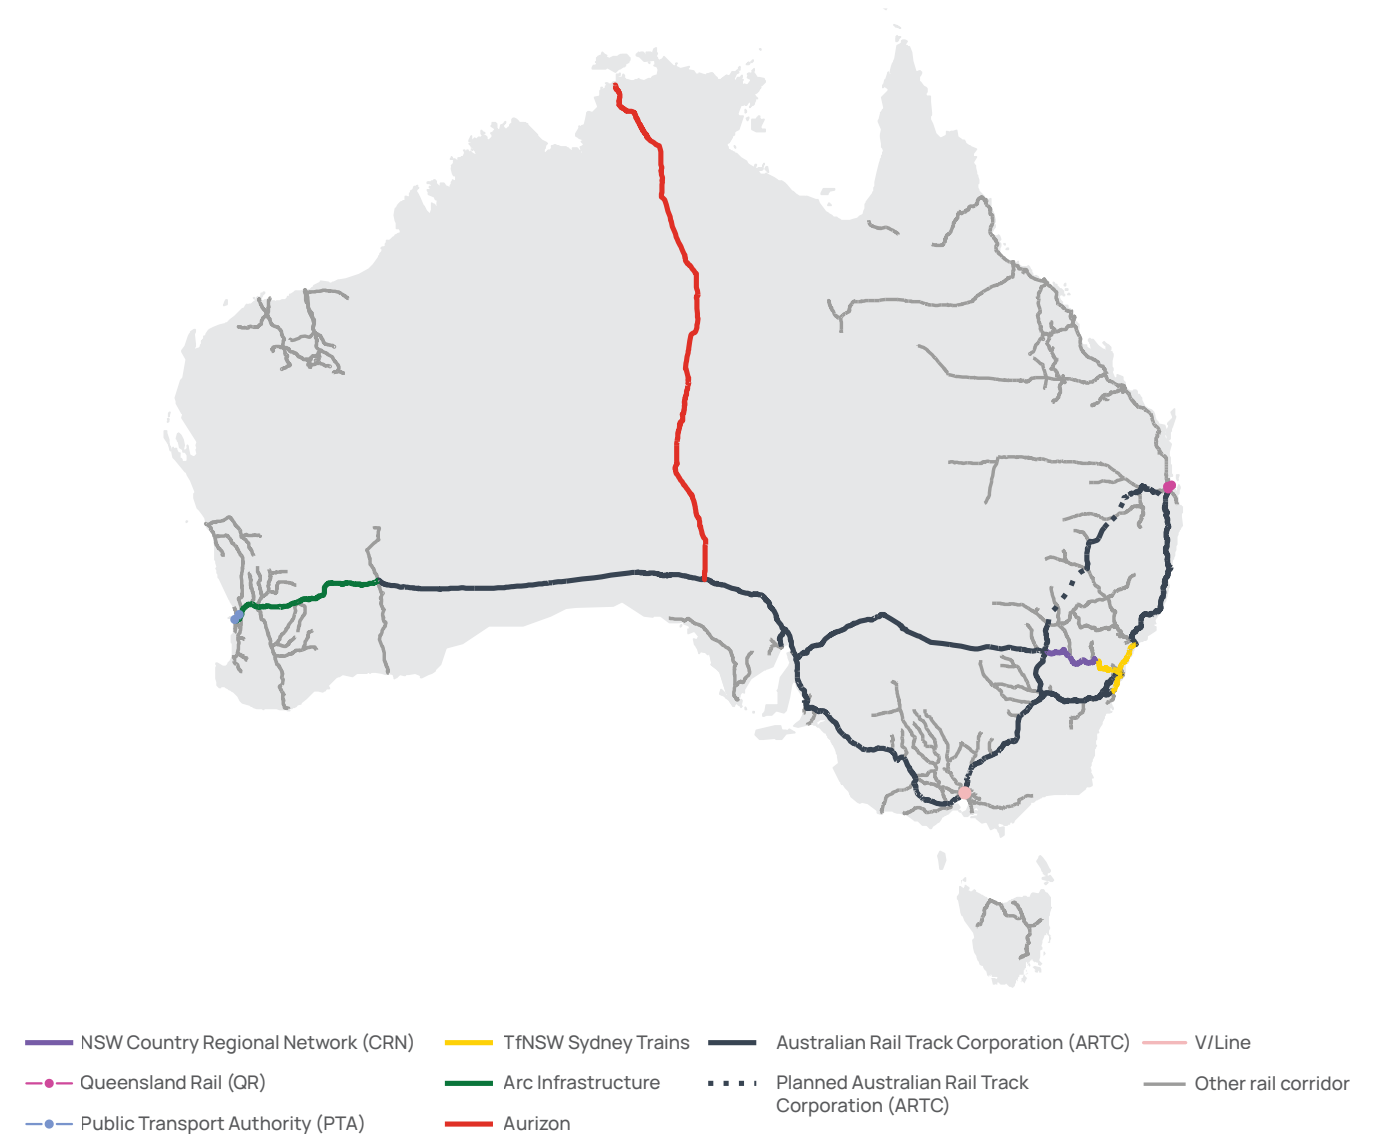 NSW Country Regional Network (CRN)
TfNSW Sydney Trains
Australian Rail Track Corporation (ARTC)
V/Line
Queensland Rail (QR)
Arc Infrastructure
Planned Australian Rail Track
Corporation (ARTC)
Other rail corridor
Public Transport Authority (PTA)
Aurizon